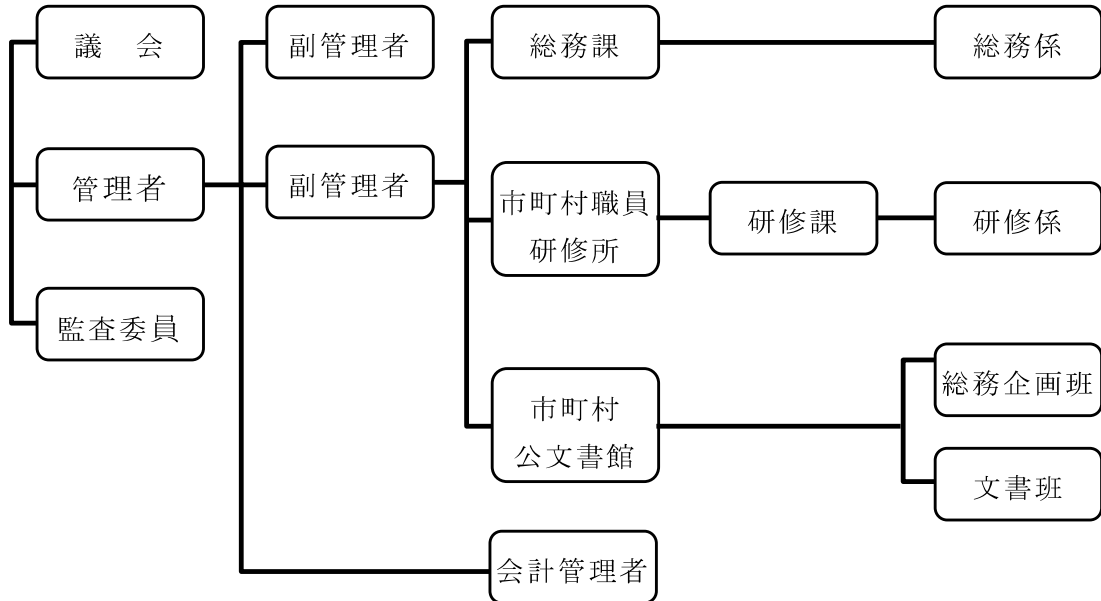 議　会
副管理者
総務課
総務係
管理者
副管理者
市町村職員
研修所
研修課
研修係
監査委員
市町村
公文書館
総務企画班
文書班
会計管理者